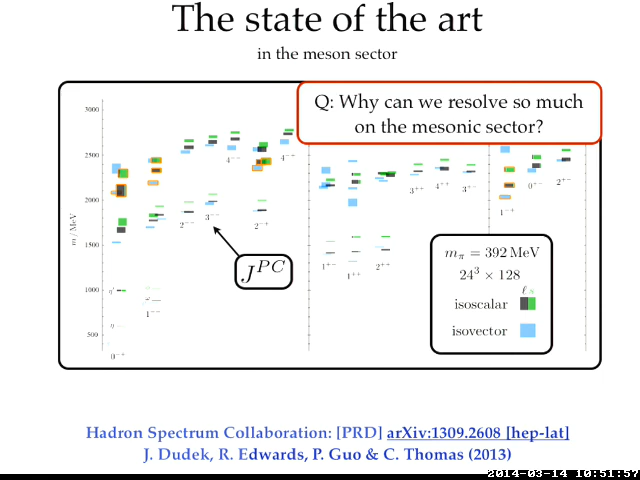 The state of the art
in the meson sector
Q: Why can we resolve so much
on the mesonic sector?
3000
2500
2000
1500
1000
500
m / MeV
4⁻⁻
4⁻⁺
2⁻⁻
3⁻⁻
2⁻⁺
1⁻⁻
0⁻⁺
η′
η
3⁺⁺
4⁺⁺
3⁺⁻
1⁺⁻
1⁺⁺
2⁺⁺
1⁻⁺
0⁺⁻
2⁺⁻
J^{PC}
m_π = 392 MeV
24³ × 128
ℓ s
isoscalar
isovector
Hadron Spectrum Collaboration: [PRD] arXiv:1309.2608 [hep-lat]
J. Dudek, R. Edwards, P. Guo & C. Thomas (2013)
2014-03-14 10:51:57